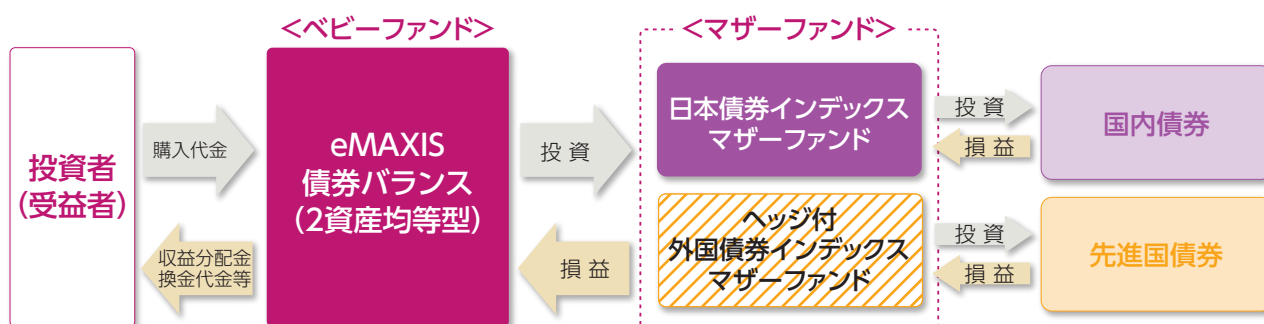 <ベビーファンド>
<マザーファンド>
投資者
(受益者)
購入代金
収益分配金
換金代金等
eMAXIS
債券バランス
(2資産均等型)
投資
損益
日本債券インデックス
マザーファンド
ヘッジ付
外国債券インデックス
マザーファンド
投資
損益
投資
損益
国内債券
先進国債券